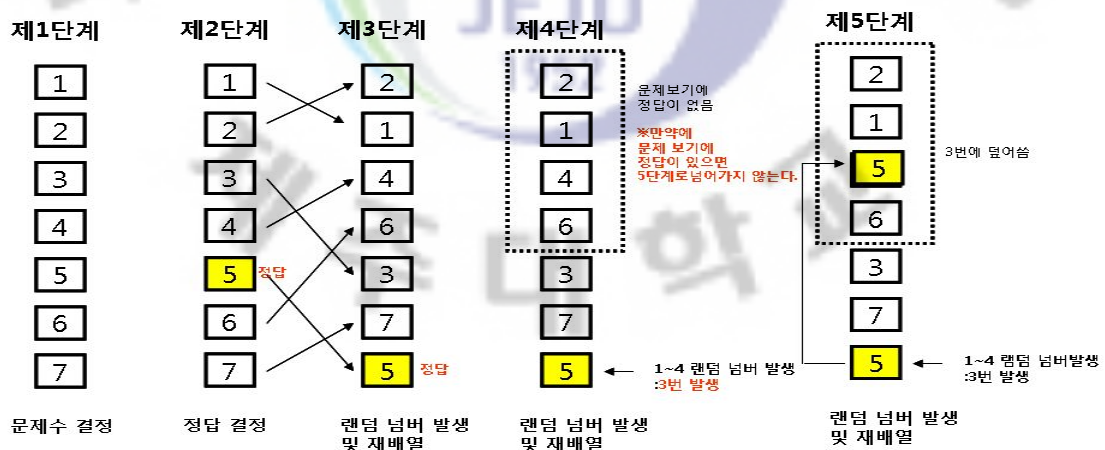 제1단계
1
2
3
4
5
6
7
문제수 결정
제2단계
1
2
3
4
5 정답
6
7
정답 결정
제3단계
2
1
4
6
3
7
5 정답
랜덤 넘버 발생
및 재배열
제4단계
2
1
4
6
3
7
5
문제보기에
정답이 없음
※만약에
문제 보기에
정답이 있으면
5단계로넘어가지 않는다.
1~4 랜덤 넘버 발생
:3번 발생
랜덤 넘버 발생
및 재배열
제5단계
2
1
5
6
3
7
5
3번에 덮어씀
1~4 램덤 넘버발생
:3번 발생
랜덤 넘버 발생
및 재배열
JEJU
1952
제주대학교